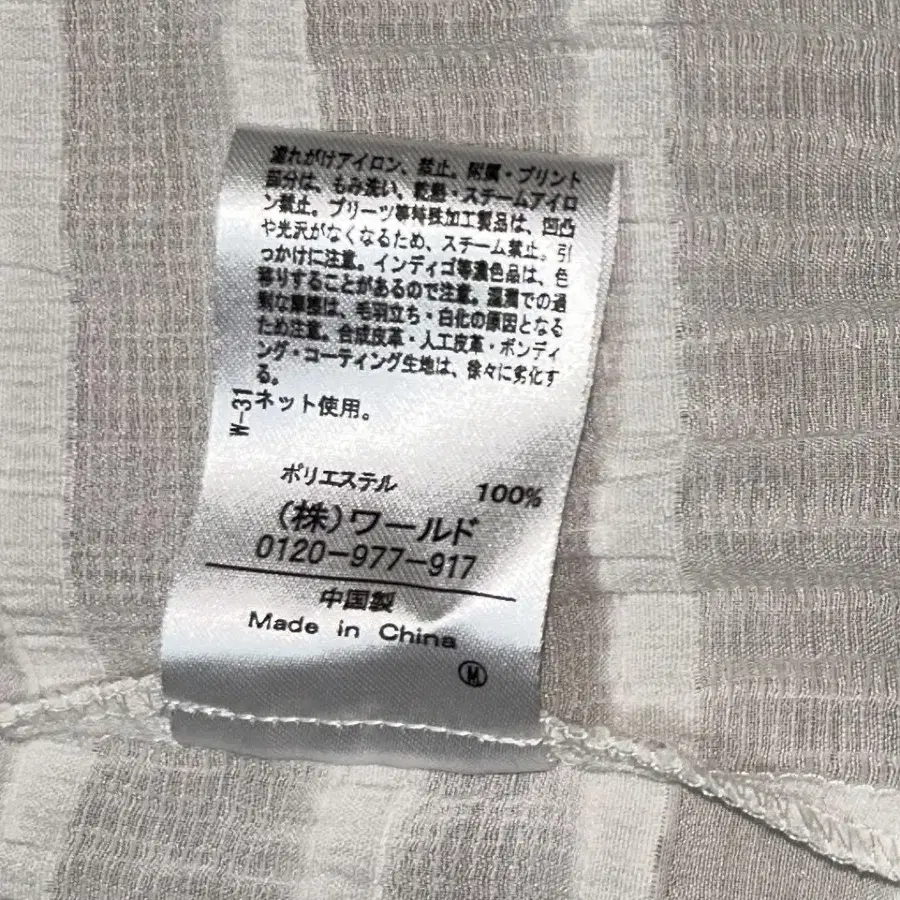 濡れがけアイロン、禁止。附属・プリント
部分は、もみ洗い、乾熱・スチームアイロ
ン禁止。プリーツ等特殊加工製品は、凹凸
や光沢がなくなるため、スチーム禁止。引
っかけに注意。インディゴ等濃色品は、色
移りすることがあるので注意。湿潤での過
剰な摩擦は、毛羽立ち・白化の原因となる
ため注意。合成皮革・人工皮革・ボンディ
ング・コーティング生地は、徐々に劣化す
る。
W-31
ネット使用。
ポリエステル 100%
(株)ワールド
0120-977-917
中国製
Made in China
M